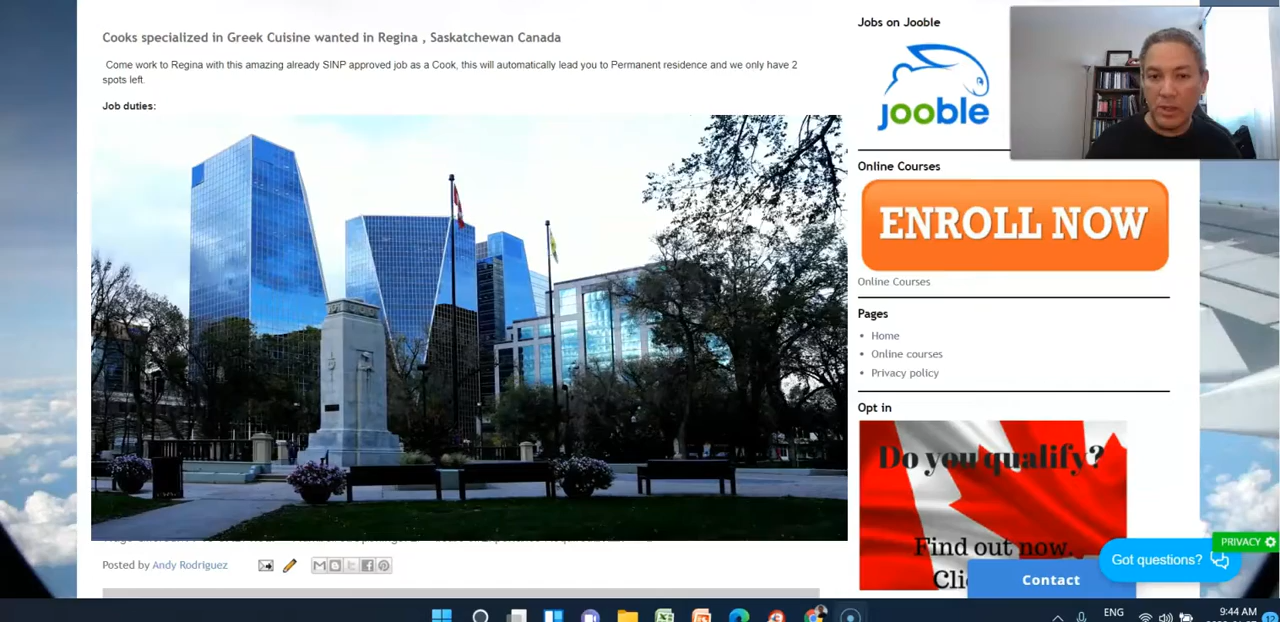 Cooks specialized in Greek Cuisine wanted in Regina , Saskatchewan Canada
Come work to Regina with this amazing already SINP approved job as a Cook, this will automatically lead you to Permanent residence and we only have 2
spots left.
Job duties:
Posted by Andy Rodriguez
Jobs on Jooble
jooble
Online Courses
ENROLL NOW
Online Courses
Pages
Home
Online courses
Privacy policy
Opt in
Do you qualify?
Find out now.
PRIVACY
Got questions?
Contact
ENG
9:44 AM